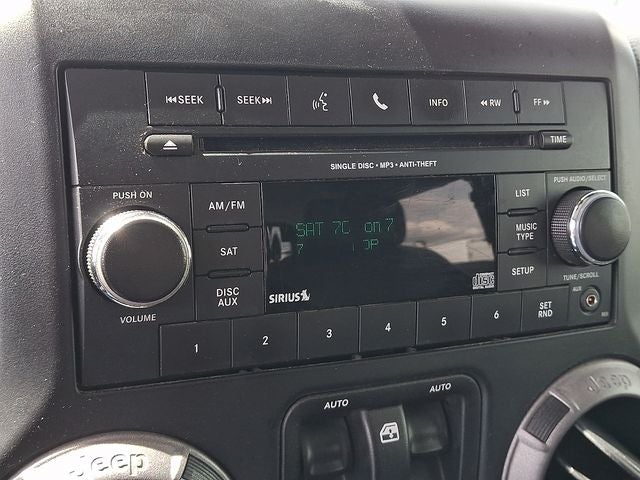 SEEK
SEEK
INFO
RW
FF
TIME
SINGLE DISC • MP3 • ANTI-THEFT
PUSH ON
VOLUME
AM/FM
SAT
DISC
AUX
SAT 70 on 7
7
SIRIUS
LIST
MUSIC
TYPE
SETUP
PUSH AUDIO/SELECT
TUNE/SCROLL
AUX
SET
RND
1
2
3
4
5
6
AUTO
AUTO
Jeep
Jeep